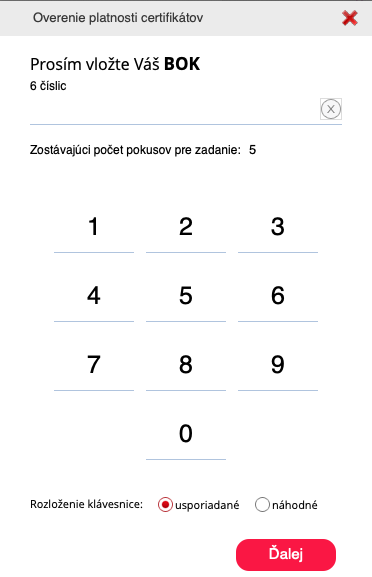 Overenie platnosti certifikátov
Prosím vložte Váš BOK
6 číslic
X
Zostávajúci počet pokusov pre zadanie: 5
1 2 3
4 5 6
7 8 9
0
Rozloženie klávesnice: usporiadané náhodné
Ďalej